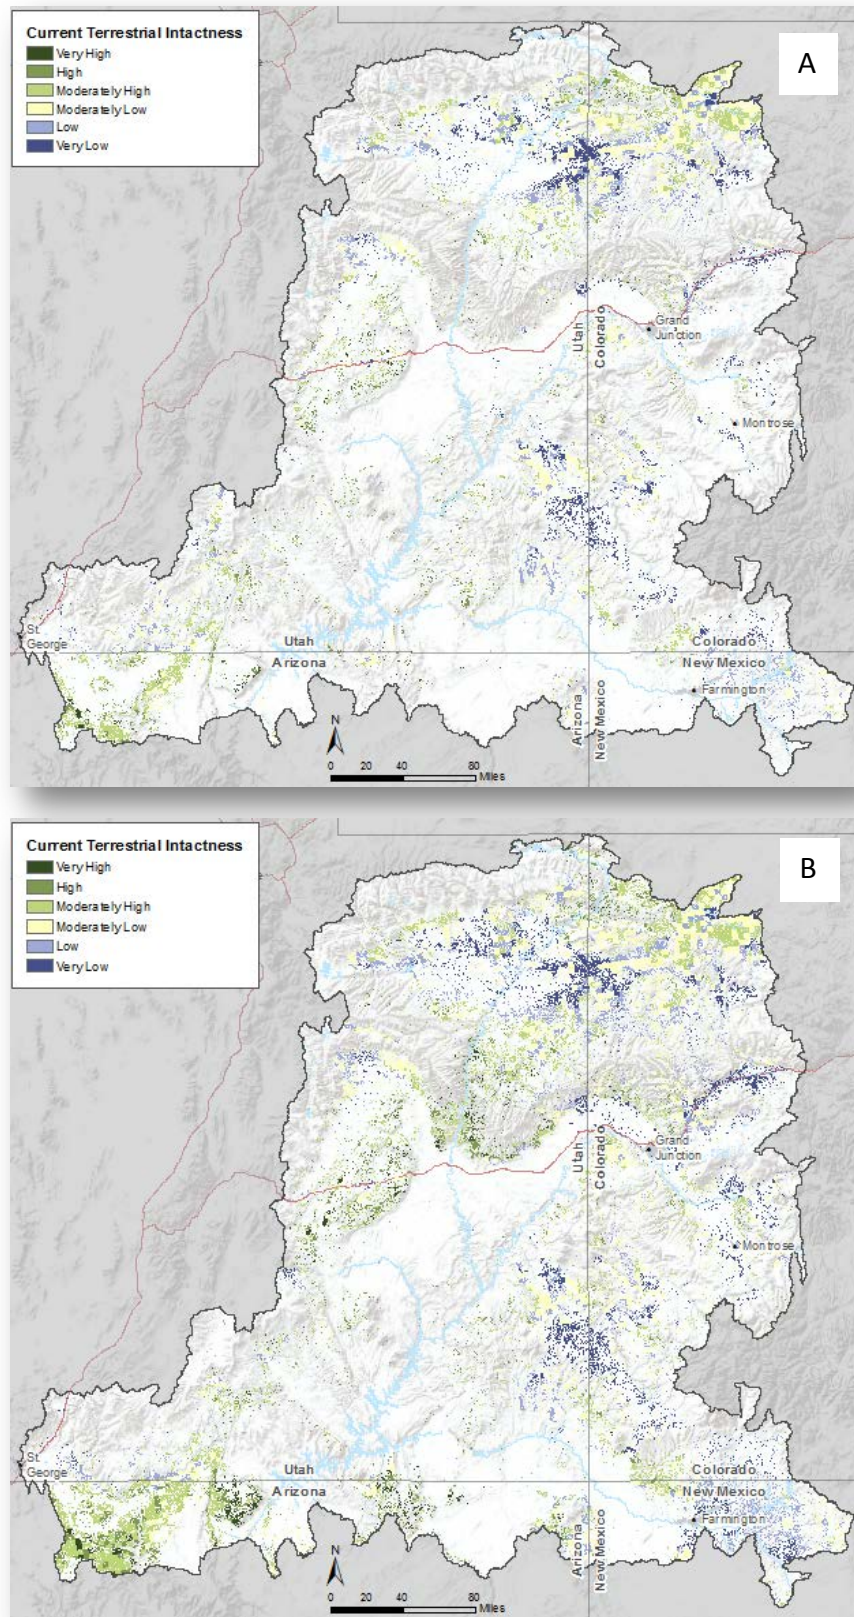 Current Terrestrial Intactness
Very High
High
Moderately High
Moderately Low
Low
Very Low
A
Utah
Colorado
Grand
Junction
Montrose
St.
George
Utah
Arizona
Colorado
New Mexico
Farmington
Arizona
New Mexico
N
0 20 40 80
Miles
Current Terrestrial Intactness
Very High
High
Moderately High
Moderately Low
Low
Very Low
B
Utah
Colorado
Grand
Junction
Montrose
St.
George
Utah
Arizona
Colorado
New Mexico
Farmington
Arizona
New Mexico
N
0 20 40 80
Miles